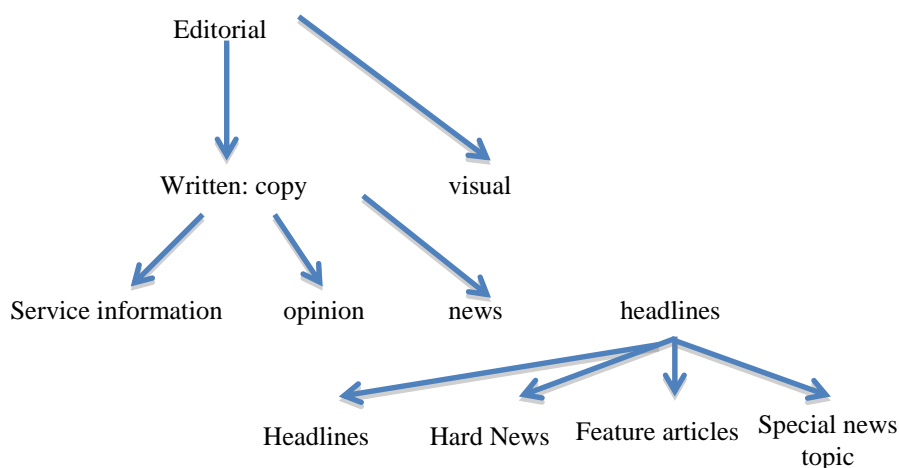 Editorial
Written: copy
visual
Service information
opinion
news
headlines
Headlines
Hard News
Feature articles
Special news
topic